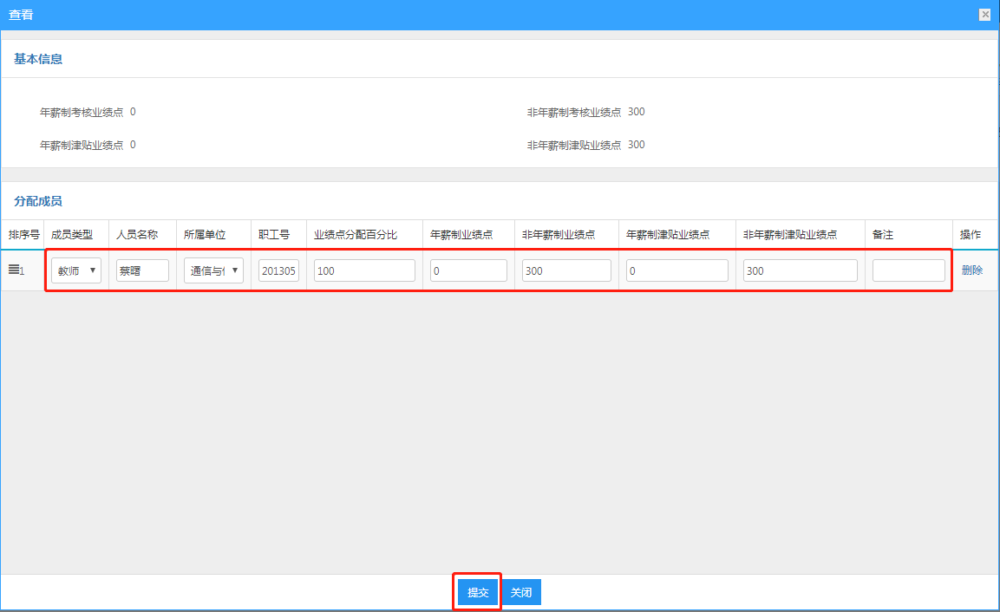 查看
基本信息
年薪制考核业绩点 0 非年薪制考核业绩点 300
年薪制津贴业绩点 0 非年薪制津贴业绩点 300
分配成员
排序号 成员类型 人员名称 所属单位 职工号 业绩点分配百分比 年薪制业绩点 非年薪制业绩点 年薪制津贴业绩点 非年薪制津贴业绩点 备注 操作
1 教师 蔡曙 通信与 201305 100 0 300 0 300 删除
提交 关闭